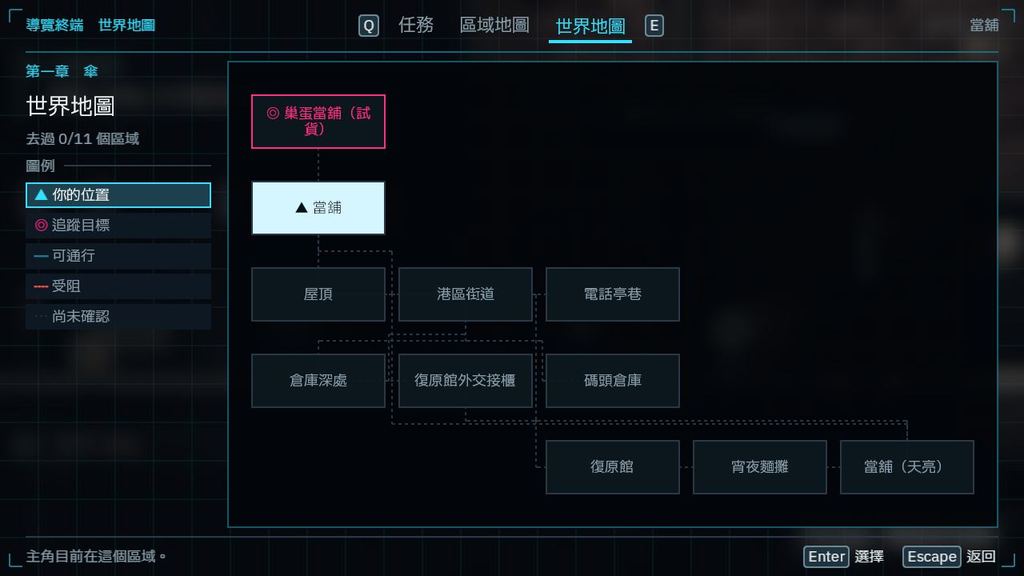 導覽終端 世界地圖
Q 任務 區域地圖 世界地圖 E
當舖
第一章 傘
世界地圖
去過 0/11 個區域
圖例
▲ 你的位置
◎ 追蹤目標
可通行
受阻
尚未確認
◎ 巢蛋當舖（試
貨）
▲ 當舖
屋頂
港區街道
電話亭巷
倉庫深處
復原館外交接櫃
碼頭倉庫
復原館
宵夜麵攤
當舖（天亮）
主角目前在這個區域。
Enter 選擇 Escape 返回